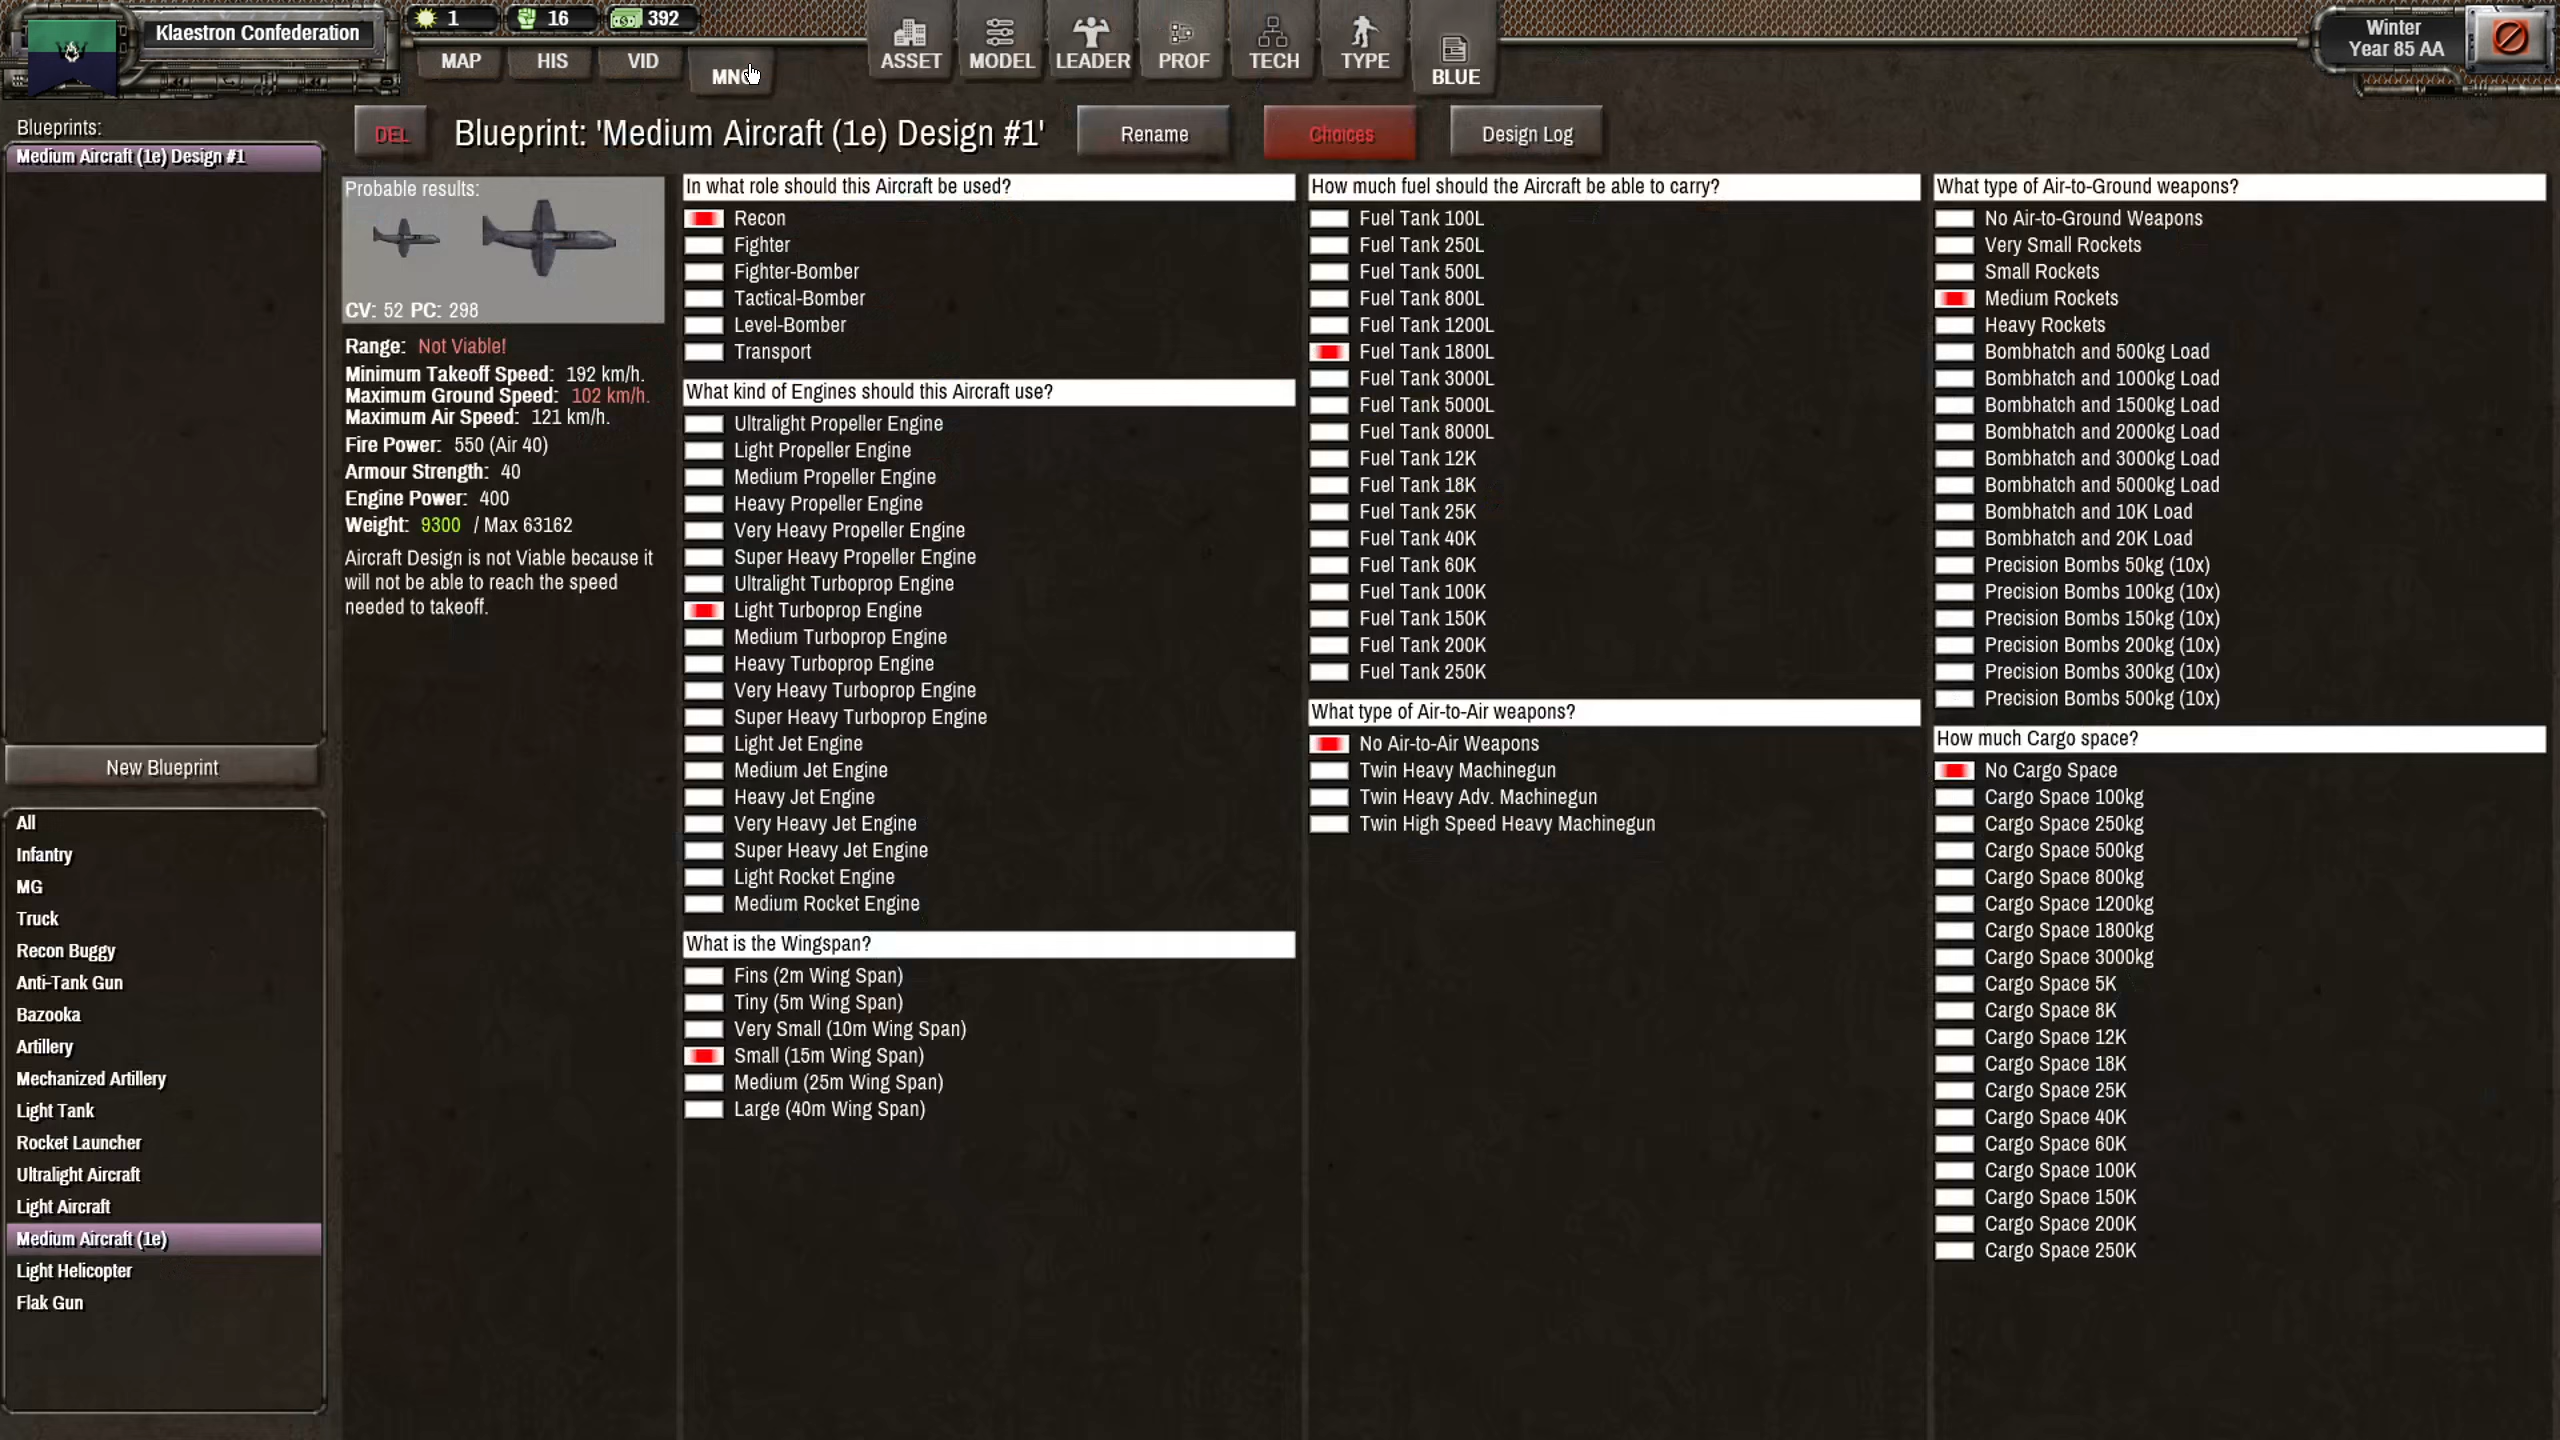 Klaestron Confederation
1
16
392
MAP
HIS
VID
ASSET
MODEL
LEADER
PROF
TECH
TYPE
BLUE
Winter
Year 85 AA
Blueprints:
Medium Aircraft (1e) Design #1
DEL
Blueprint: 'Medium Aircraft (1e) Design #1'
Rename
Choices
Design Log
Probable results:
CV: 52 PC: 298
Range: Not Viable!
Minimum Takeoff Speed: 192 km/h.
Maximum Ground Speed: 102 km/h.
Maximum Air Speed: 121 km/h.
Fire Power: 550 (Air 40)
Armour Strength: 40
Engine Power: 400
Weight: 9300 / Max 63162
Aircraft Design is not Viable because it
will not be able to reach the speed
needed to takeoff.
In what role should this Aircraft be used?
Recon
Fighter
Fighter-Bomber
Tactical-Bomber
Level-Bomber
Transport
What kind of Engines should this Aircraft use?
Ultralight Propeller Engine
Light Propeller Engine
Medium Propeller Engine
Heavy Propeller Engine
Very Heavy Propeller Engine
Super Heavy Propeller Engine
Ultralight Turboprop Engine
Light Turboprop Engine
Medium Turboprop Engine
Heavy Turboprop Engine
Very Heavy Turboprop Engine
Super Heavy Turboprop Engine
Light Jet Engine
Medium Jet Engine
Heavy Jet Engine
Very Heavy Jet Engine
Super Heavy Jet Engine
Light Rocket Engine
Medium Rocket Engine
What is the Wingspan?
Fins (2m Wing Span)
Tiny (5m Wing Span)
Very Small (10m Wing Span)
Small (15m Wing Span)
Medium (25m Wing Span)
Large (40m Wing Span)
How much fuel should the Aircraft be able to carry?
Fuel Tank 100L
Fuel Tank 250L
Fuel Tank 500L
Fuel Tank 800L
Fuel Tank 1200L
Fuel Tank 1800L
Fuel Tank 3000L
Fuel Tank 5000L
Fuel Tank 8000L
Fuel Tank 12K
Fuel Tank 18K
Fuel Tank 25K
Fuel Tank 40K
Fuel Tank 60K
Fuel Tank 100K
Fuel Tank 150K
Fuel Tank 200K
Fuel Tank 250K
What type of Air-to-Air weapons?
No Air-to-Air Weapons
Twin Heavy Machinegun
Twin Heavy Adv. Machinegun
Twin High Speed Heavy Machinegun
What type of Air-to-Ground weapons?
No Air-to-Ground Weapons
Very Small Rockets
Small Rockets
Medium Rockets
Heavy Rockets
Bombhatch and 500kg Load
Bombhatch and 1000kg Load
Bombhatch and 1500kg Load
Bombhatch and 2000kg Load
Bombhatch and 3000kg Load
Bombhatch and 5000kg Load
Bombhatch and 10K Load
Bombhatch and 20K Load
Precision Bombs 50kg (10x)
Precision Bombs 100kg (10x)
Precision Bombs 150kg (10x)
Precision Bombs 200kg (10x)
Precision Bombs 300kg (10x)
Precision Bombs 500kg (10x)
How much Cargo space?
No Cargo Space
Cargo Space 100kg
Cargo Space 250kg
Cargo Space 500kg
Cargo Space 800kg
Cargo Space 1200kg
Cargo Space 1800kg
Cargo Space 3000kg
Cargo Space 5K
Cargo Space 8K
Cargo Space 12K
Cargo Space 18K
Cargo Space 25K
Cargo Space 40K
Cargo Space 60K
Cargo Space 100K
Cargo Space 150K
Cargo Space 200K
Cargo Space 250K
New Blueprint
All
Infantry
MG
Truck
Recon Buggy
Anti-Tank Gun
Bazooka
Artillery
Mechanized Artillery
Light Tank
Rocket Launcher
Ultralight Aircraft
Light Aircraft
Medium Aircraft (1e)
Light Helicopter
Flak Gun